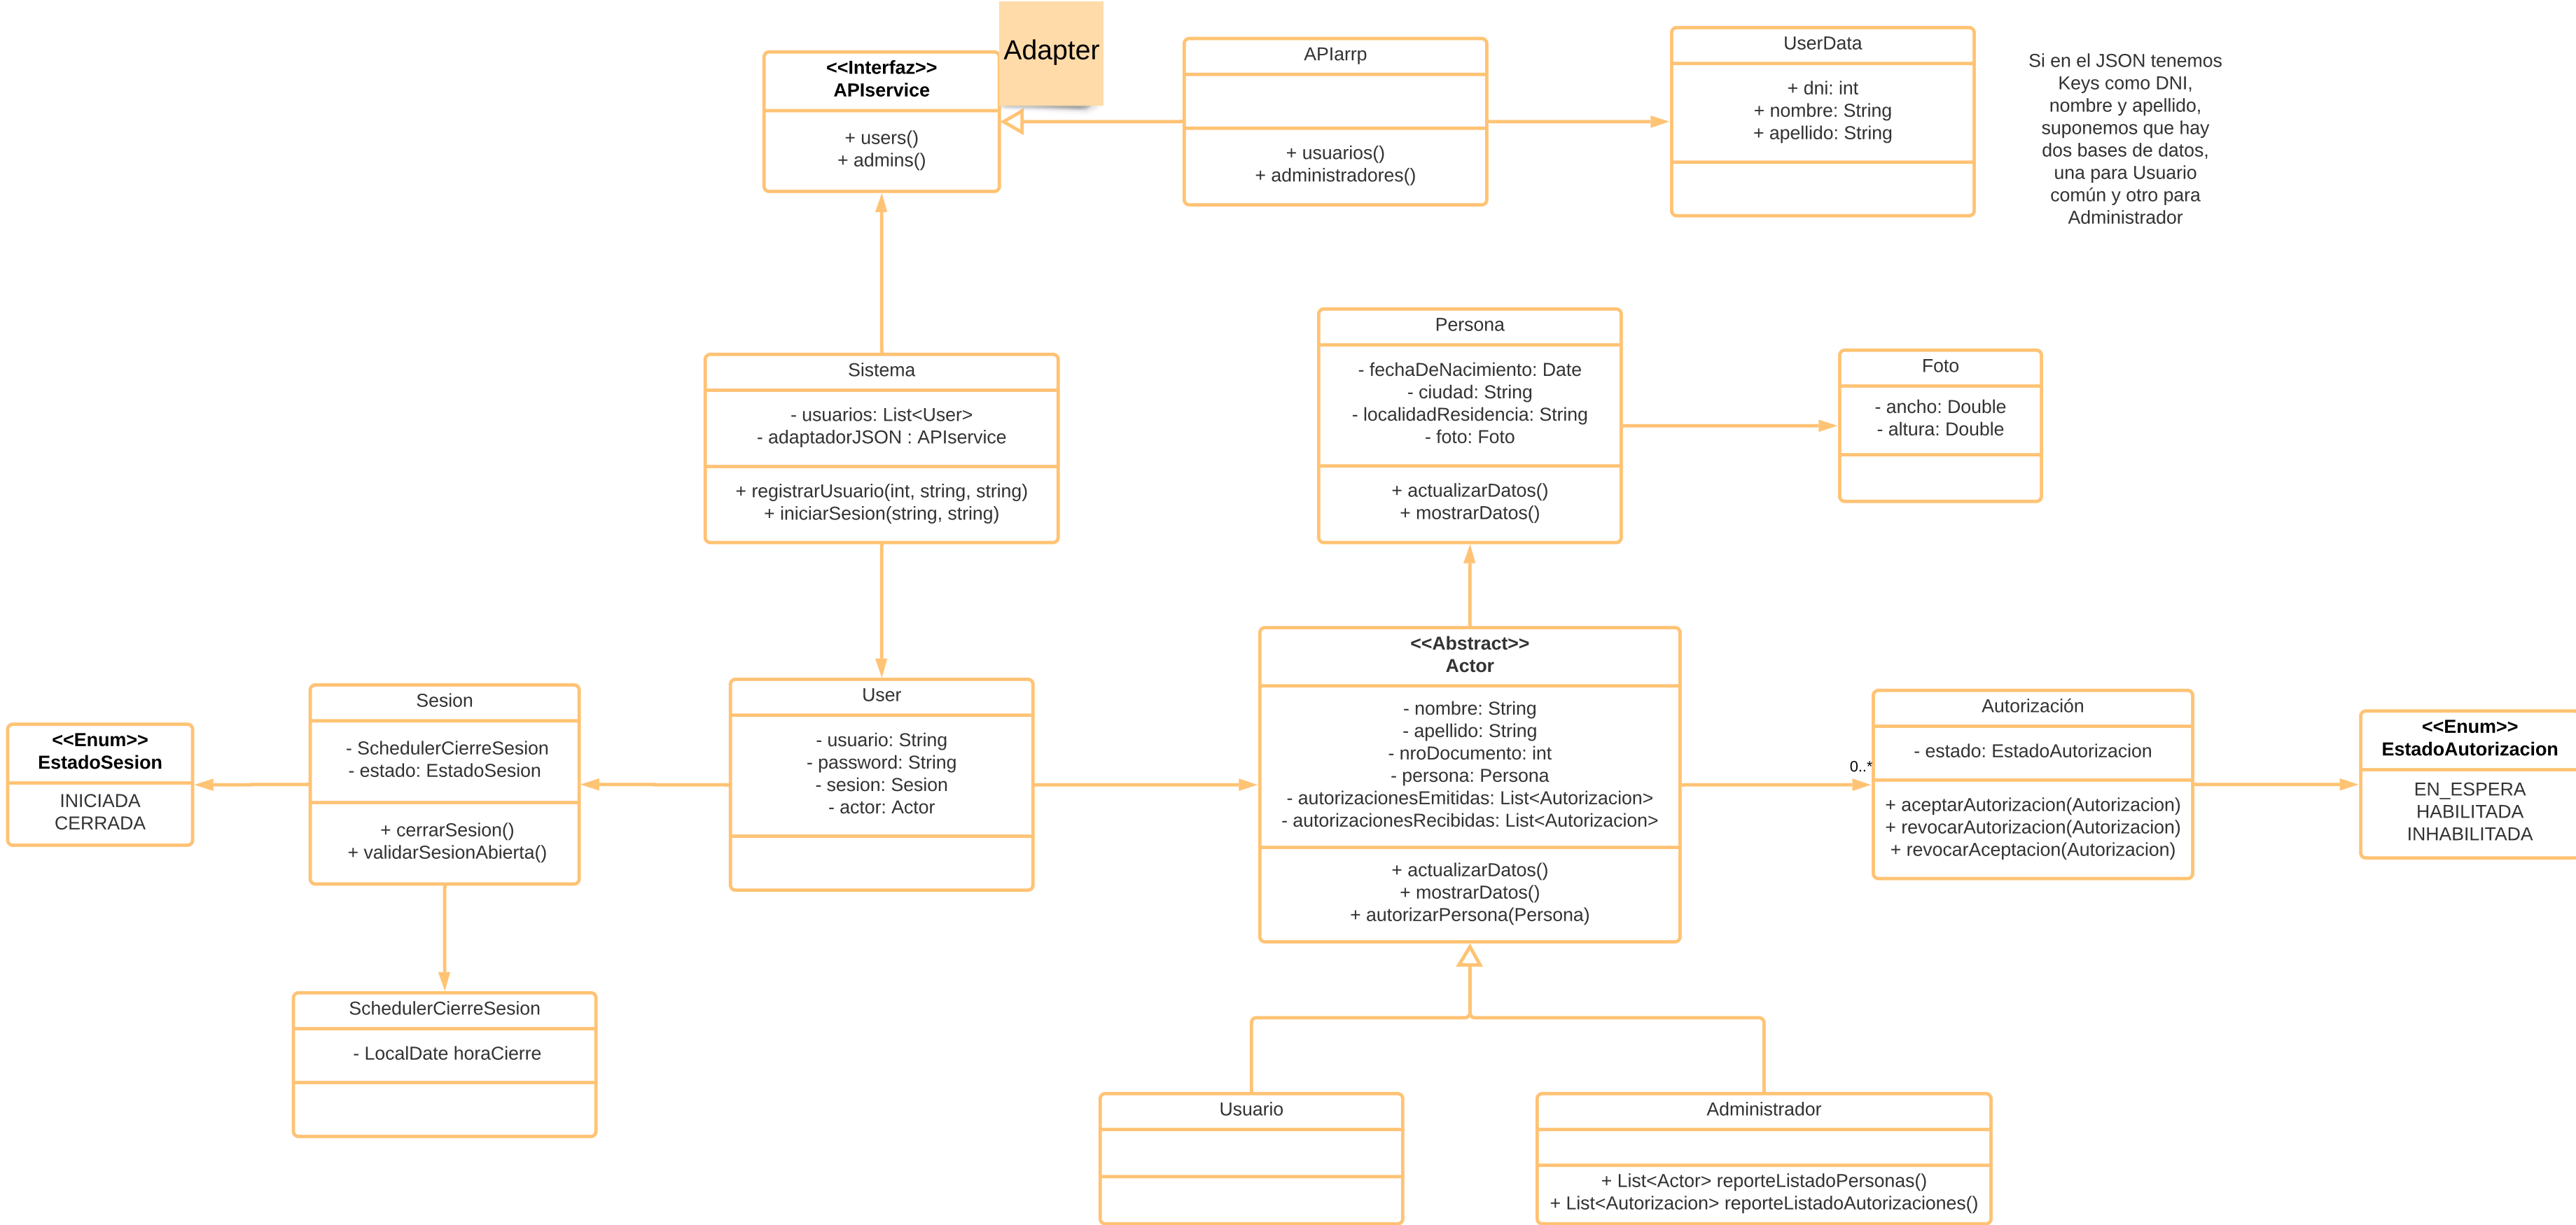 Adapter
<<Interfaz>>
APIservice
+ users()
+ admins()
APIarrp
+ usuarios()
+ administradores()
UserData
+ dni: int
+ nombre: String
+ apellido: String
Si en el JSON tenemos
Keys como DNI,
nombre y apellido,
suponemos que hay
dos bases de datos,
una para Usuario
común y otro para
Administrador
Sistema
- usuarios: List<User>
- adaptadorJSON : APIservice
+ registrarUsuario(int, string, string)
+ iniciarSesion(string, string)
Persona
- fechaDeNacimiento: Date
- ciudad: String
- localidadResidencia: String
- foto: Foto
+ actualizarDatos()
+ mostrarDatos()
Foto
- ancho: Double
- altura: Double
<<Enum>>
EstadoSesion
INICIADA
CERRADA
Sesion
- SchedulerCierreSesion
- estado: EstadoSesion
+ cerrarSesion()
+ validarSesionAbierta()
User
- usuario: String
- password: String
- sesion: Sesion
- actor: Actor
<<Abstract>>
Actor
- nombre: String
- apellido: String
- nroDocumento: int
- persona: Persona
- autorizacionesEmitidas: List<Autorizacion>
- autorizacionesRecibidas: List<Autorizacion>
+ actualizarDatos()
+ mostrarDatos()
+ autorizarPersona(Persona)
0..*
Autorización
- estado: EstadoAutorizacion
+ aceptarAutorizacion(Autorizacion)
+ revocarAutorizacion(Autorizacion)
+ revocarAceptacion(Autorizacion)
<<Enum>>
EstadoAutorizacion
EN_ESPERA
HABILITADA
INHABILITADA
SchedulerCierreSesion
- LocalDate horaCierre
Usuario
Administrador
+ List<Actor> reporteListadoPersonas()
+ List<Autorizacion> reporteListadoAutorizaciones()